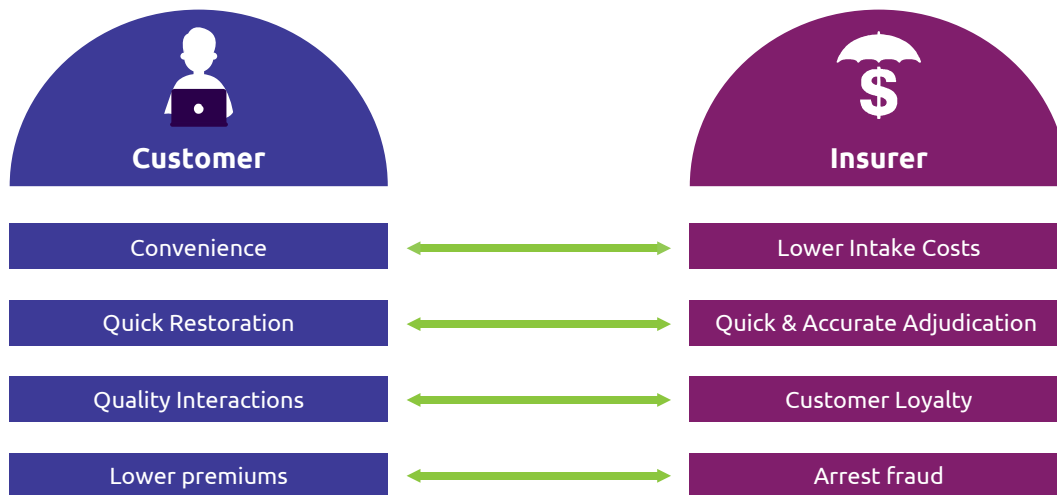 Customer
Insurer
Convenience
Lower Intake Costs
Quick Restoration
Quick & Accurate Adjudication
Quality Interactions
Customer Loyalty
Lower premiums
Arrest fraud
$